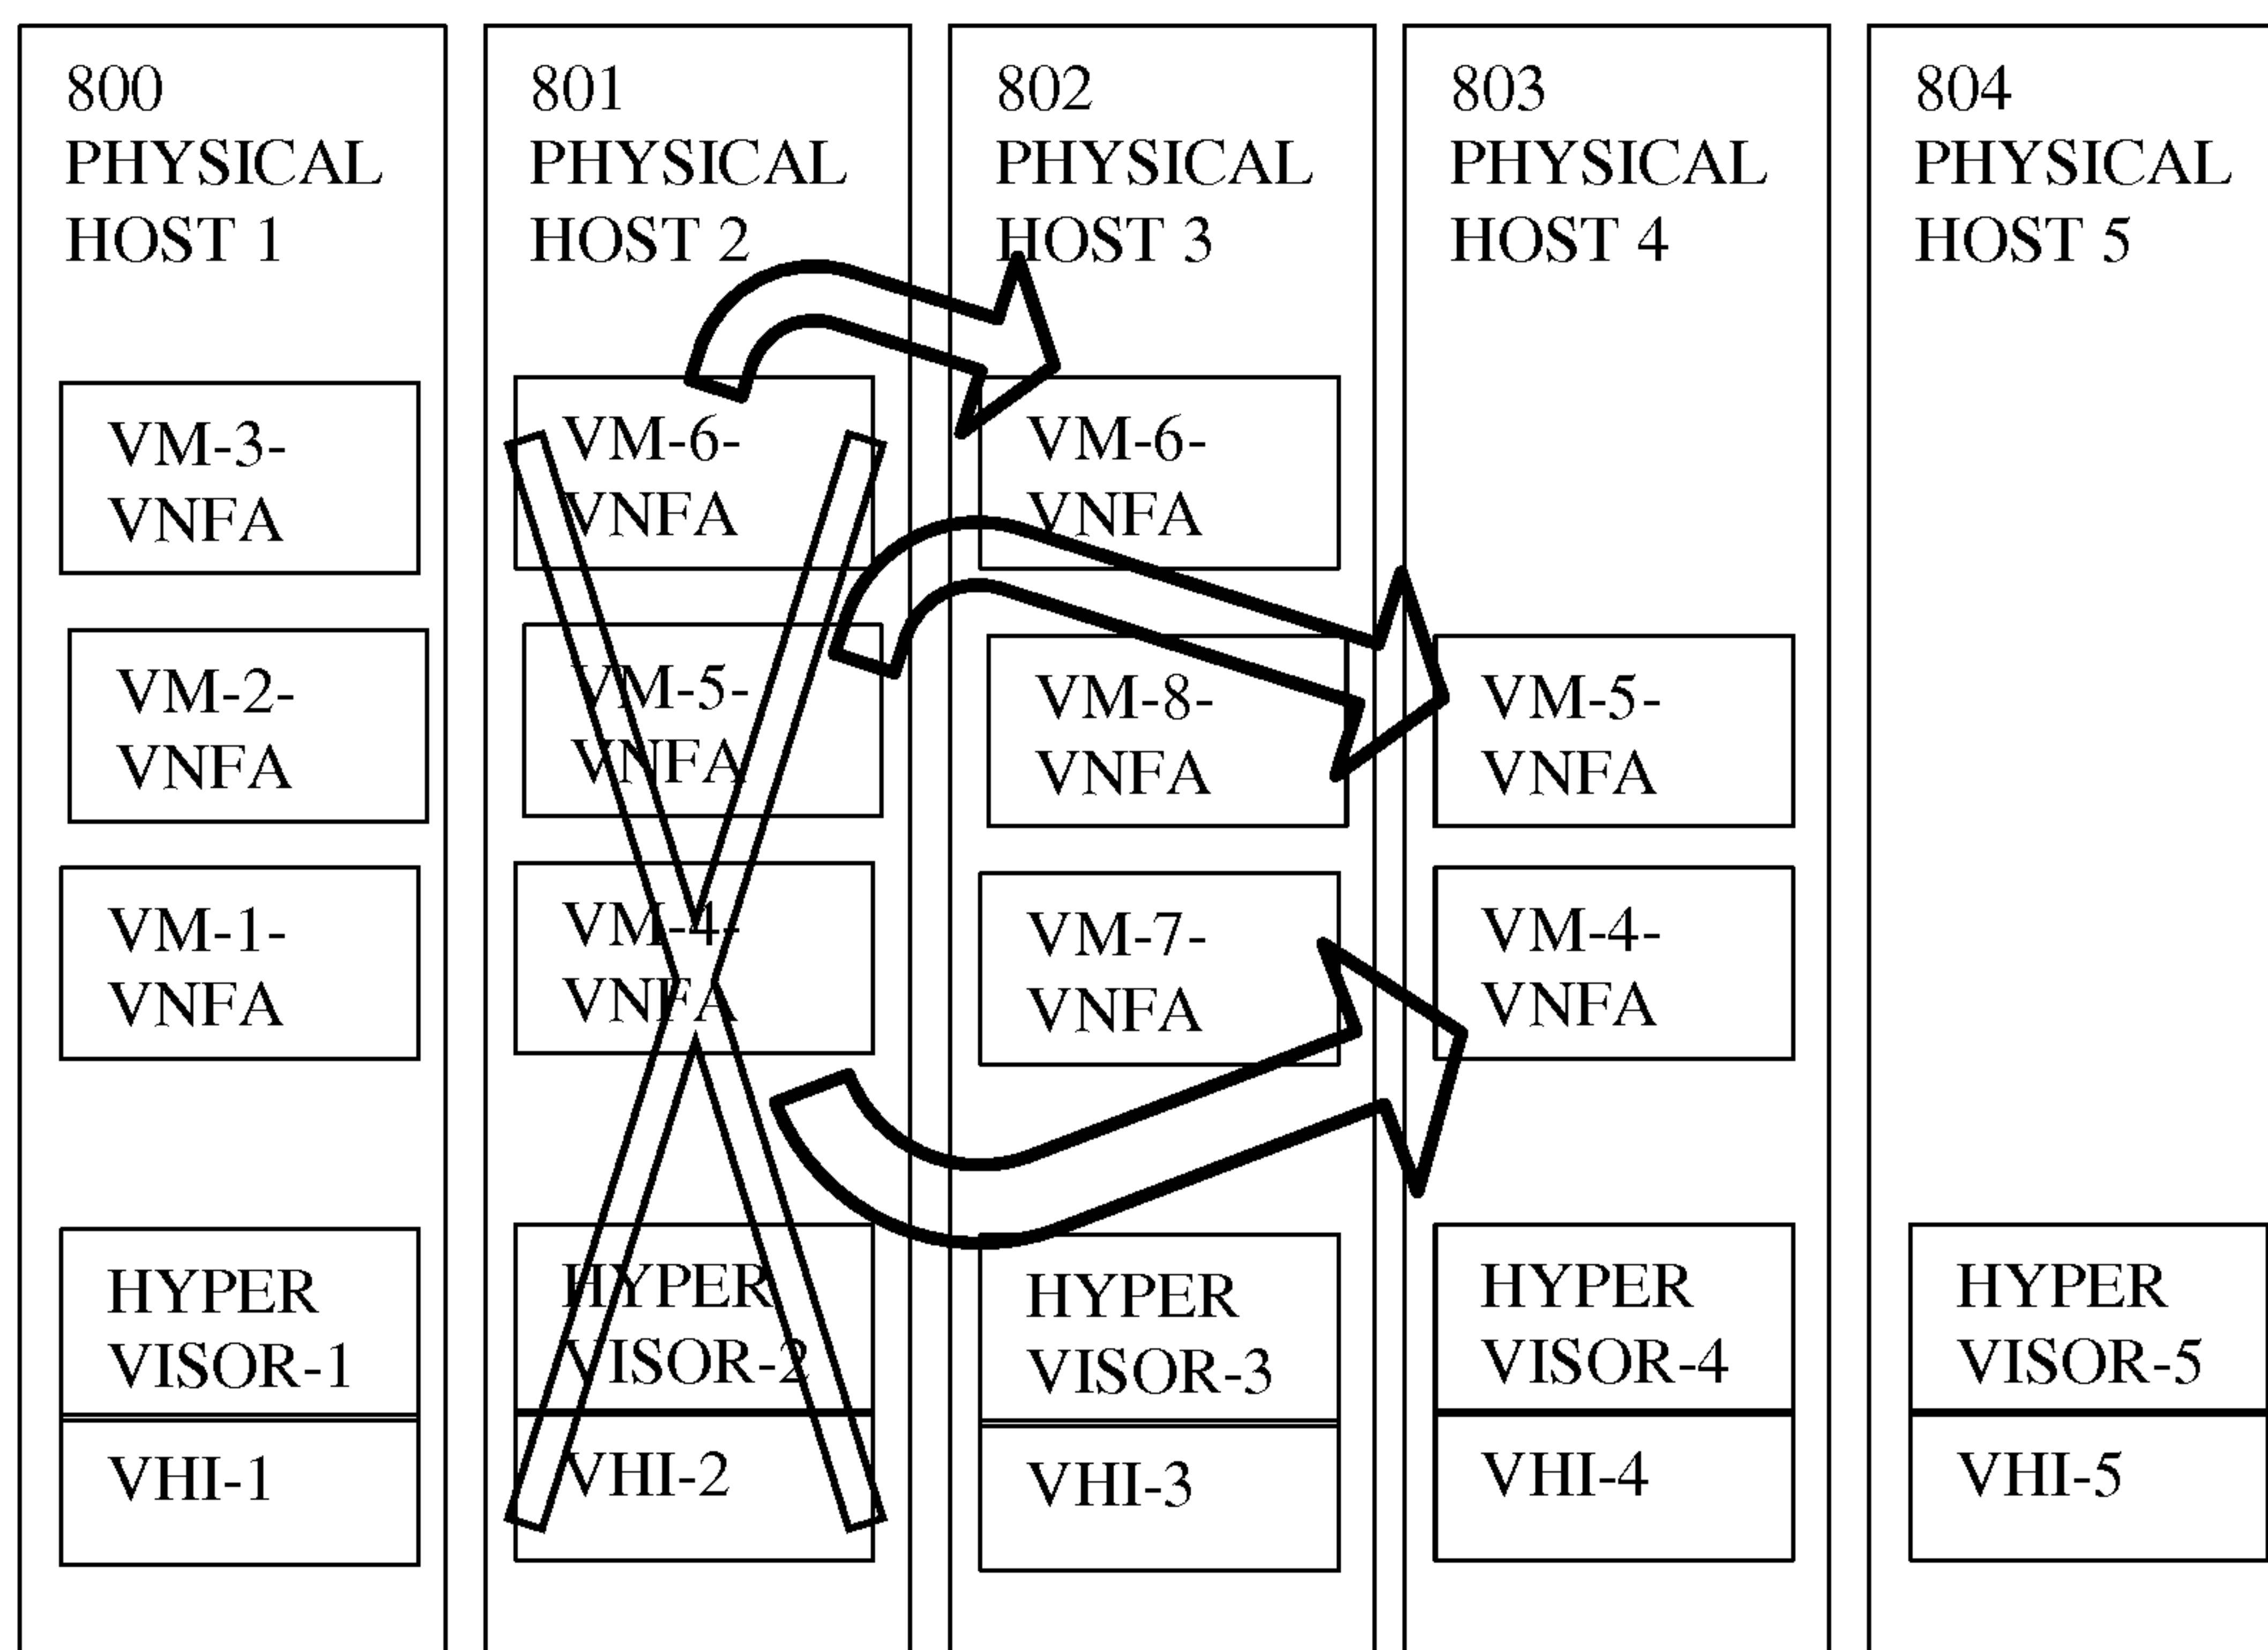 800
PHYSICAL
HOST 1
VM-3-
VNFA
VM-2-
VNFA
VM-1-
VNFA
HYPER
VISOR-1
VHI-1
801
PHYSICAL
HOST 2
VM-6-
VNFA
VM-5-
VNFA
VM-4-
VNFA
HYPER
VISOR-2
VHI-2
802
PHYSICAL
HOST 3
VM-6-
VNFA
VM-8-
VNFA
VM-7-
VNFA
HYPER
VISOR-3
VHI-3
803
PHYSICAL
HOST 4
VM-5-
VNFA
VM-4-
VNFA
HYPER
VISOR-4
VHI-4
804
PHYSICAL
HOST 5
HYPER
VISOR-5
VHI-5